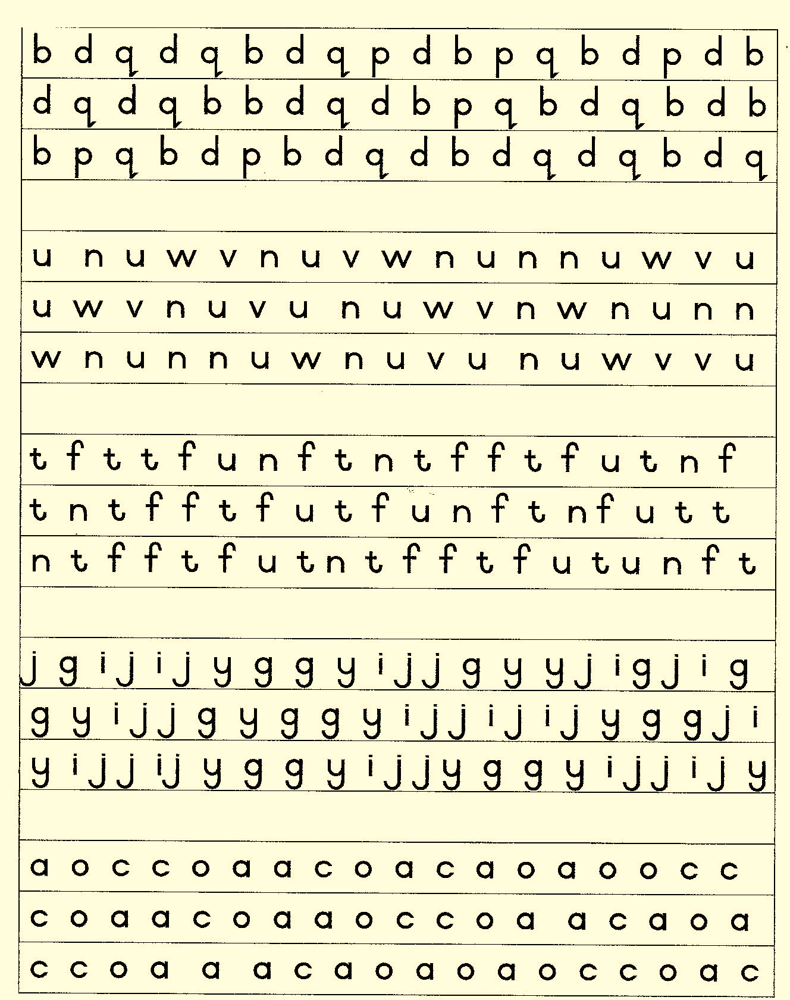 b d q d q b d q p d b p q b d p d b
d q d q b b d q d b p q b d q b d b
b p q b d p b d q d b d q d q b d q
u n u w v n u v w n u n n u w v u
u w v n u v u n u w v n w n u n n
w n u n n u w n u v u n u w v v u
t f t t f u n f t n t f f t f u t n f
t n t f f t f u t f u n f t n f u t t
n t f f t f u t n t f f t f u t u n f t
j g i j i j y g g y i j j g y y j i g j i g
g y i j j g y g g y i j j i j i j y g g j i
y i j j i j y g g y i j j y g g y i j j i j y
a o c c o a a c o a c a o a o o c c
c o a a c o a a o c c o a a c a o a
c c o a a a c a o a o a o c c o a c